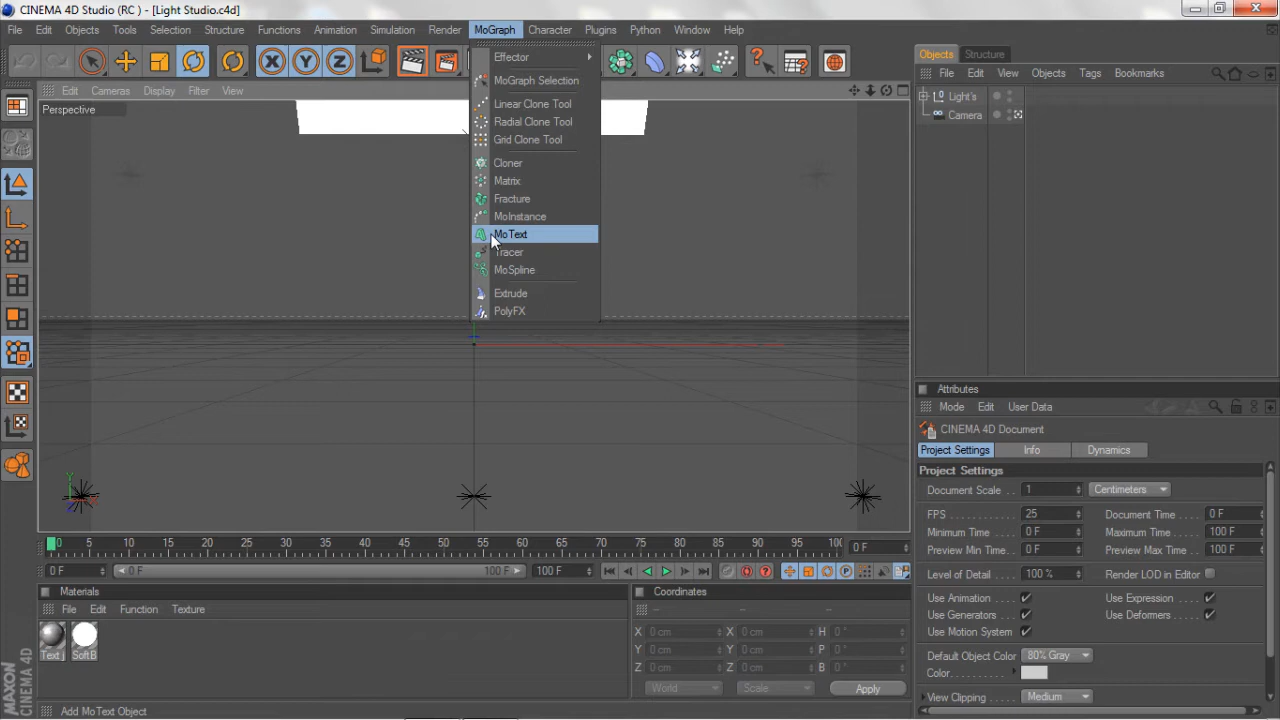 CINEMA 4D Studio (RC ) - [Light Studio.c4d]
File Edit Objects Tools Selection Structure Functions Animation Simulation Render MoGraph Character Plugins Python Window Help
Effector
MoGraph Selection
Linear Clone Tool
Radial Clone Tool
Grid Clone Tool
Cloner
Matrix
Fracture
MoInstance
MoText
Tracer
MoSpline
Extrude
PolyFX
X Y Z
Edit Cameras Display Filter View
Perspective
Y
0 5 10 15 20 25 30 35 40 45 50 55 60 65 70 75 80 85 90 95 10( 0 F
0 F 0 F 100 F 100 F
Materials
File Edit Function Texture
Text j SoftB
Coordinates
-- -- --
X 0 cm X 0 cm H 0 °
Y 0 cm Y 0 cm P 0 °
Z 0 cm Z 0 cm B 0 °
World Scale Apply
MAXON
CINEMA 4D
Add MoText Object
Objects Structure
File Edit View Objects Tags Bookmarks
Light's
Camera
Attributes
Mode Edit User Data
CINEMA 4D Document
Project Settings Info Dynamics
Project Settings
Document Scale . . 1 Centimeters
FPS . . . . . . . . . . 25 Document Time . . 0 F
Minimum Time . . . 0 F Maximum Time . . . 100 F
Preview Min Time . 0 F Preview Max Time . 100 F
Level of Detail . . . 100 % Render LOD in Editor
Use Animation . . . Use Expression . . .
Use Generators . . Use Deformers . . .
Use Motion System
Default Object Color 80% Gray
Color . . . . . . . . .
View Clipping . . . . Medium